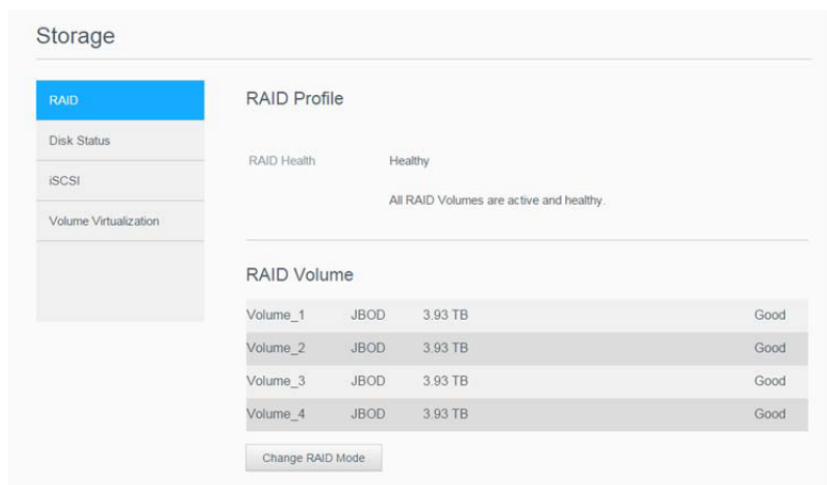 Storage
RAID
Disk Status
iSCSI
Volume Virtualization
RAID Profile
RAID Health Healthy
All RAID Volumes are active and healthy.
RAID Volume
Volume_1 JBOD 3.93 TB Good
Volume_2 JBOD 3.93 TB Good
Volume_3 JBOD 3.93 TB Good
Volume_4 JBOD 3.93 TB Good
Change RAID Mode